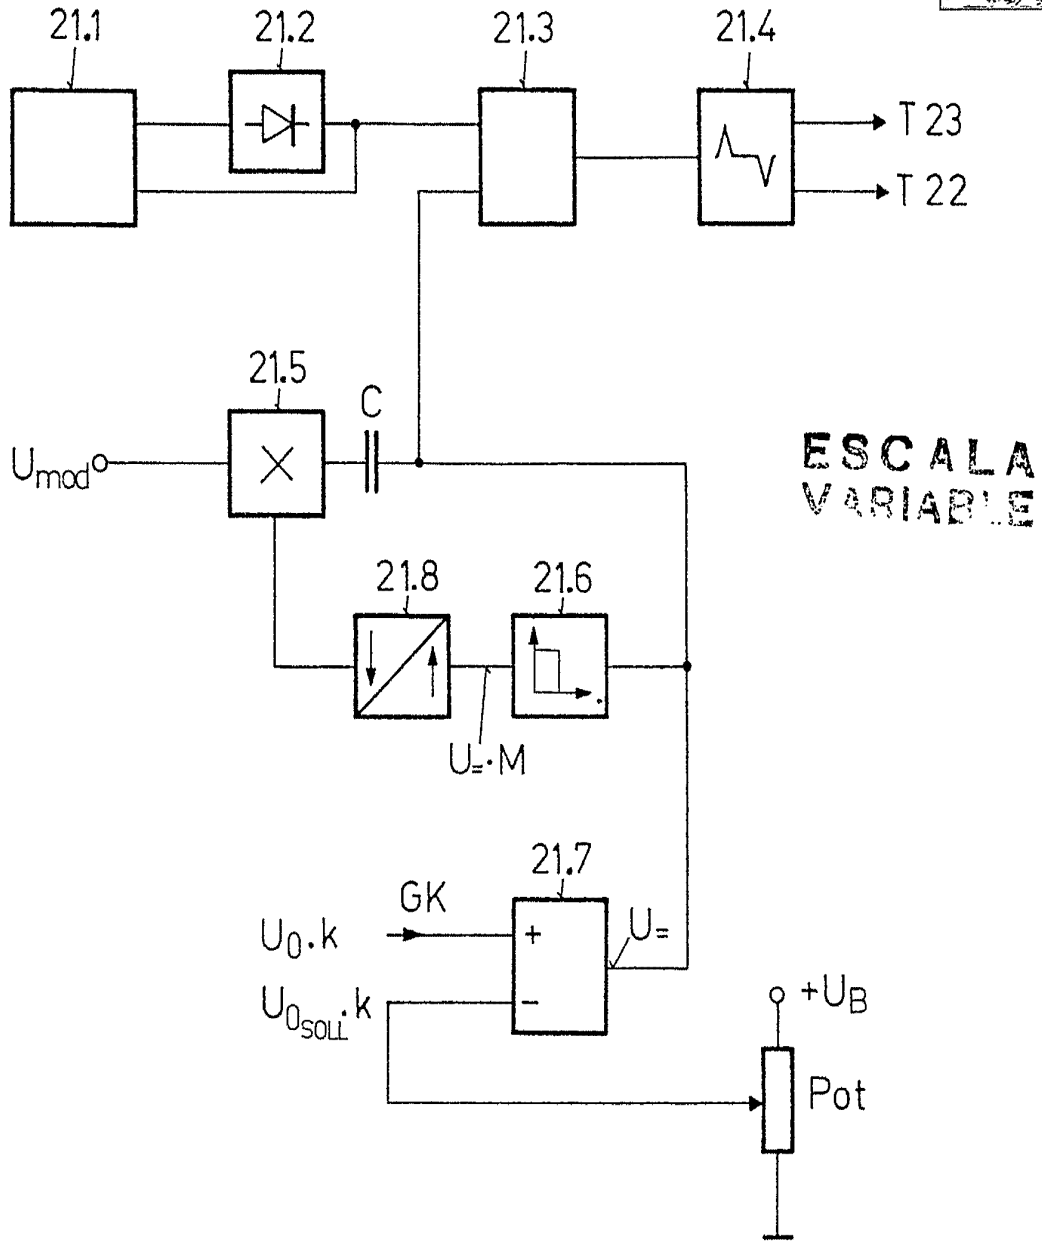 21.1
21.2
21.3
21.4
T 23
T 22
21.5
C
Umod
ESCALA
VARIABLE
21.8
21.6
U=·M
21.7
GK
U0.k
+
U=
U0SOLL.k
−
+UB
Pot